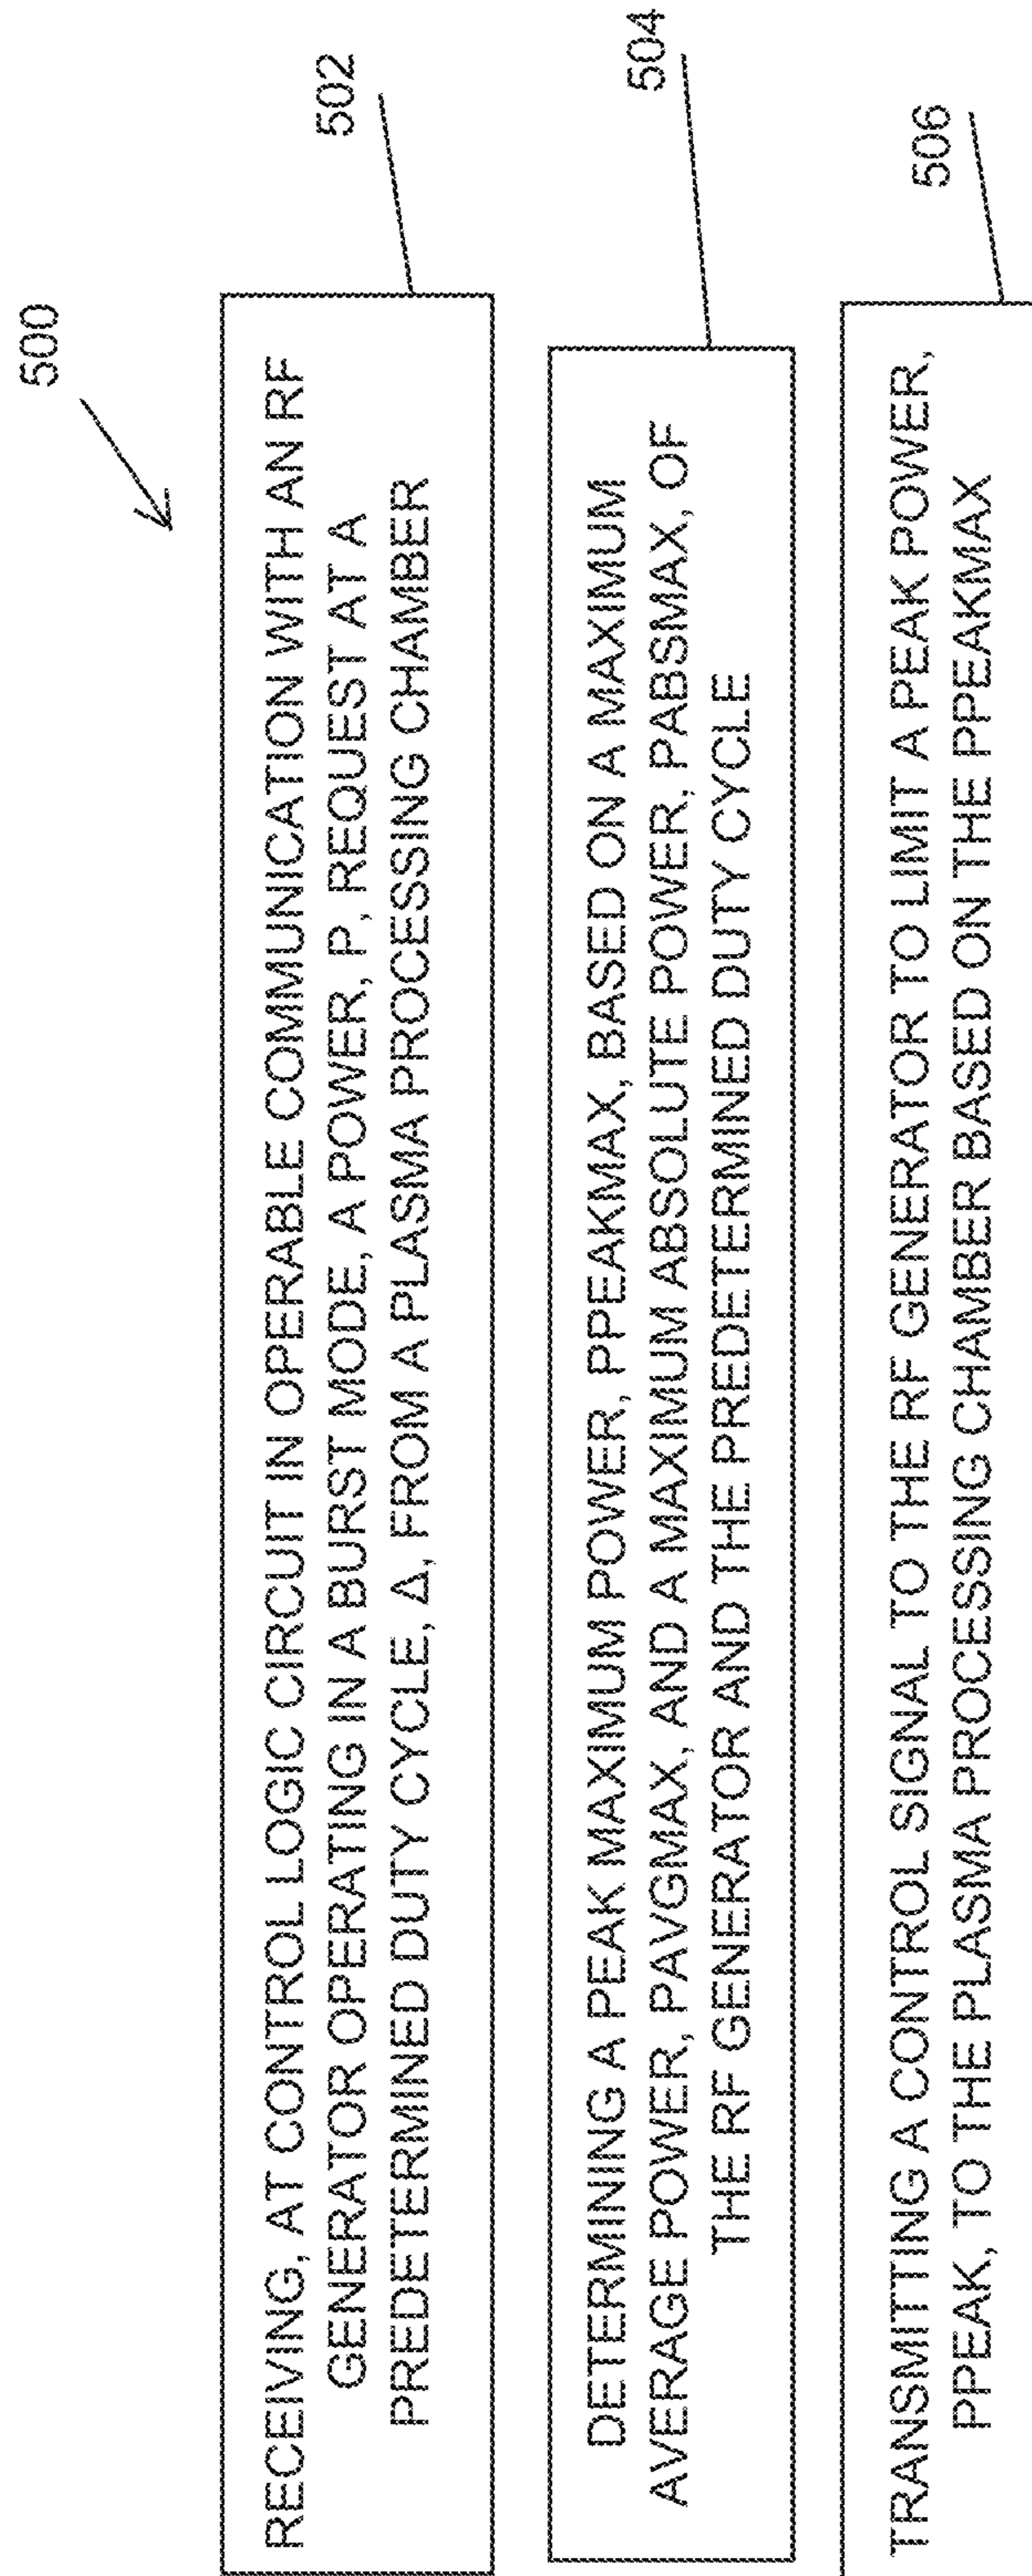 500
RECEIVING, AT CONTROL LOGIC CIRCUIT IN OPERABLE COMMUNICATION WITH AN RF
GENERATOR OPERATING IN A BURST MODE, A POWER, P, REQUEST AT A
PREDETERMINED DUTY CYCLE, Δ, FROM A PLASMA PROCESSING CHAMBER
502
DETERMINING A PEAK MAXIMUM POWER, PPEAKMAX, BASED ON A MAXIMUM
AVERAGE POWER, PAVGMAX, AND A MAXIMUM ABSOLUTE POWER, PABSMAX, OF
THE RF GENERATOR AND THE PREDETERMINED DUTY CYCLE
504
TRANSMITTING A CONTROL SIGNAL TO THE RF GENERATOR TO LIMIT A PEAK POWER,
PPEAK, TO THE PLASMA PROCESSING CHAMBER BASED ON THE PPEAKMAX
506